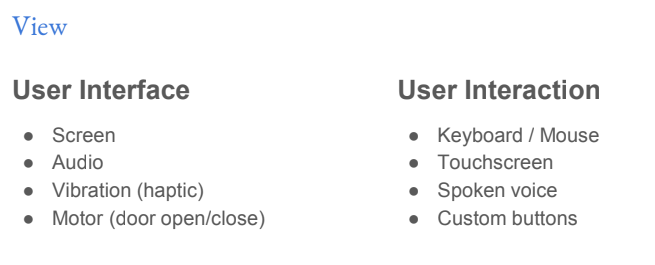 View
User Interface
● Screen
● Audio
● Vibration (haptic)
● Motor (door open/close)
User Interaction
● Keyboard / Mouse
● Touchscreen
● Spoken voice
● Custom buttons